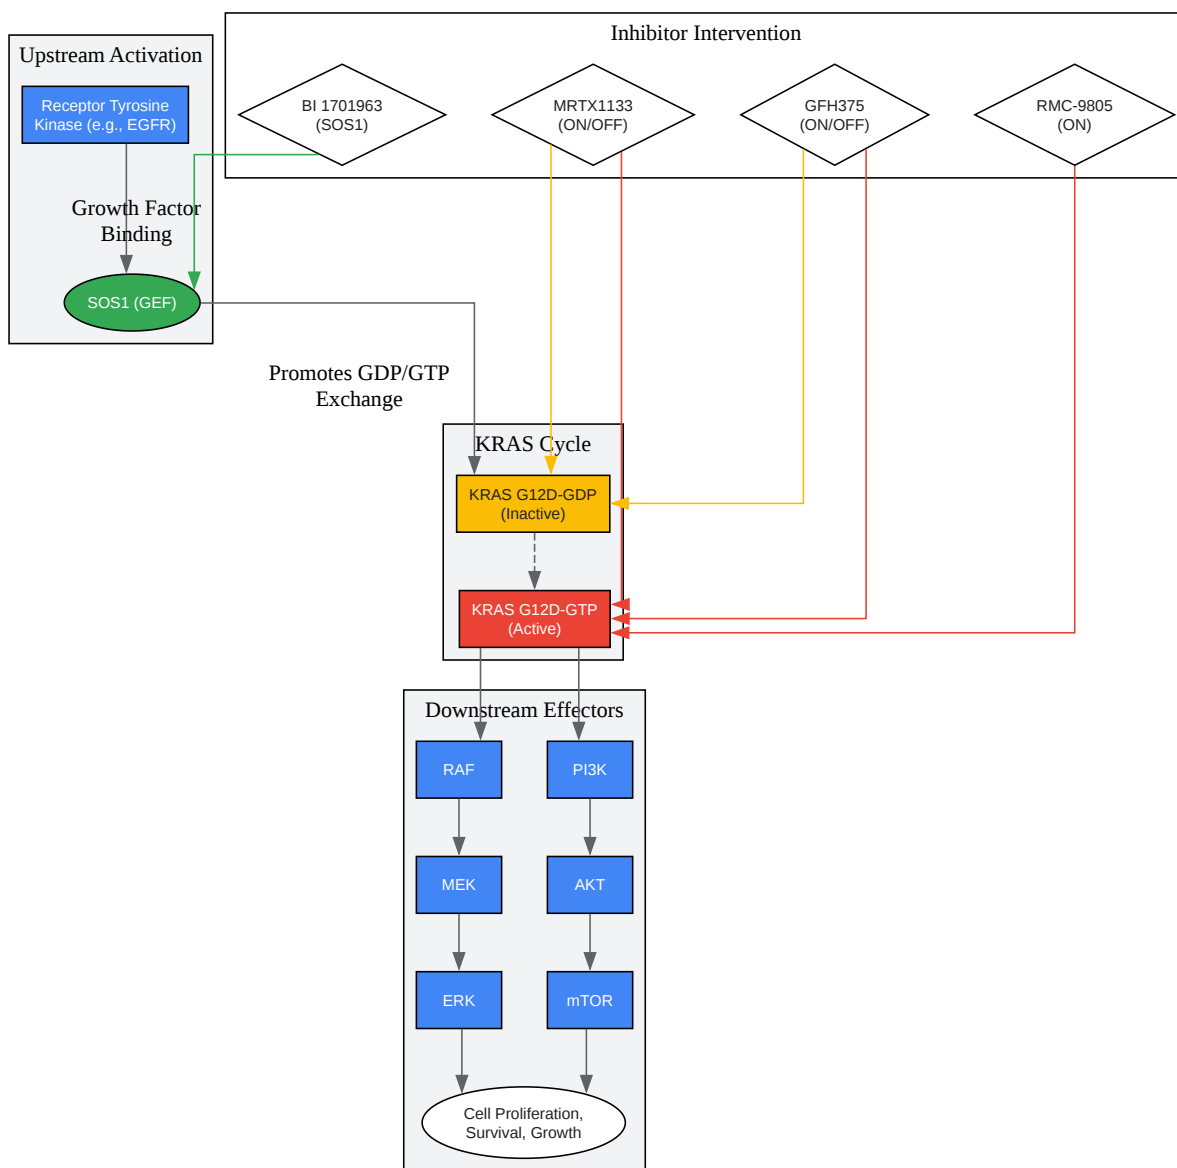 Inhibitor Intervention
Upstream Activation
Receptor Tyrosine
Kinase (e.g., EGFR)
BI 1701963
(SOS1)
MRTX1133
(ON/OFF)
GFH375
(ON/OFF)
RMC-9805
(ON)
Growth Factor
Binding
SOS1 (GEF)
Promotes GDP/GTP
Exchange
KRAS Cycle
KRAS G12D-GDP
(Inactive)
KRAS G12D-GTP
(Active)
Downstream Effectors
RAF
PI3K
MEK
AKT
ERK
mTOR
Cell Proliferation,
Survival, Growth